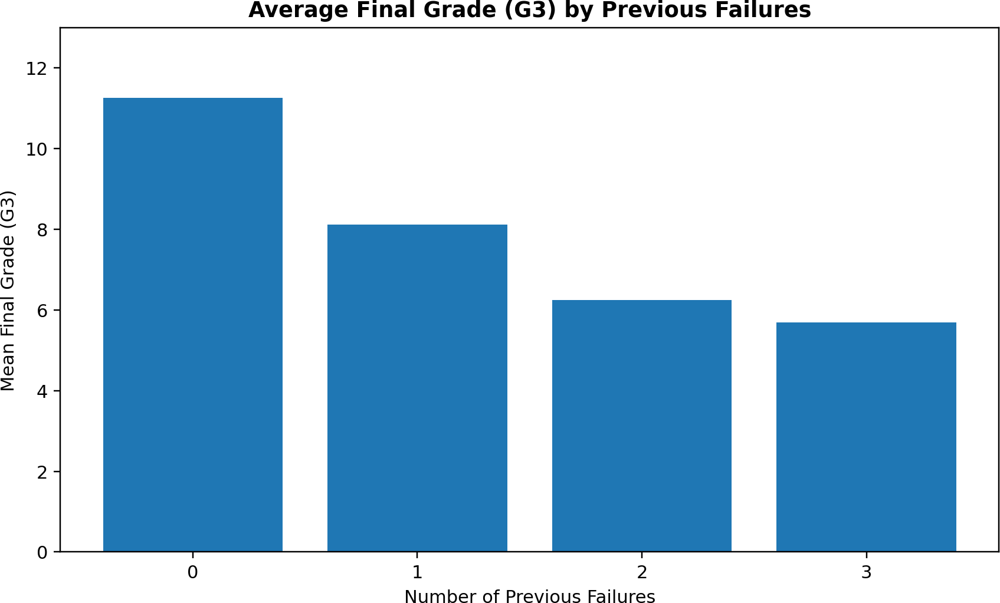 Average Final Grade (G3) by Previous Failures
Mean Final Grade (G3)
12
10
8
6
4
2
0
0 1 2 3
Number of Previous Failures